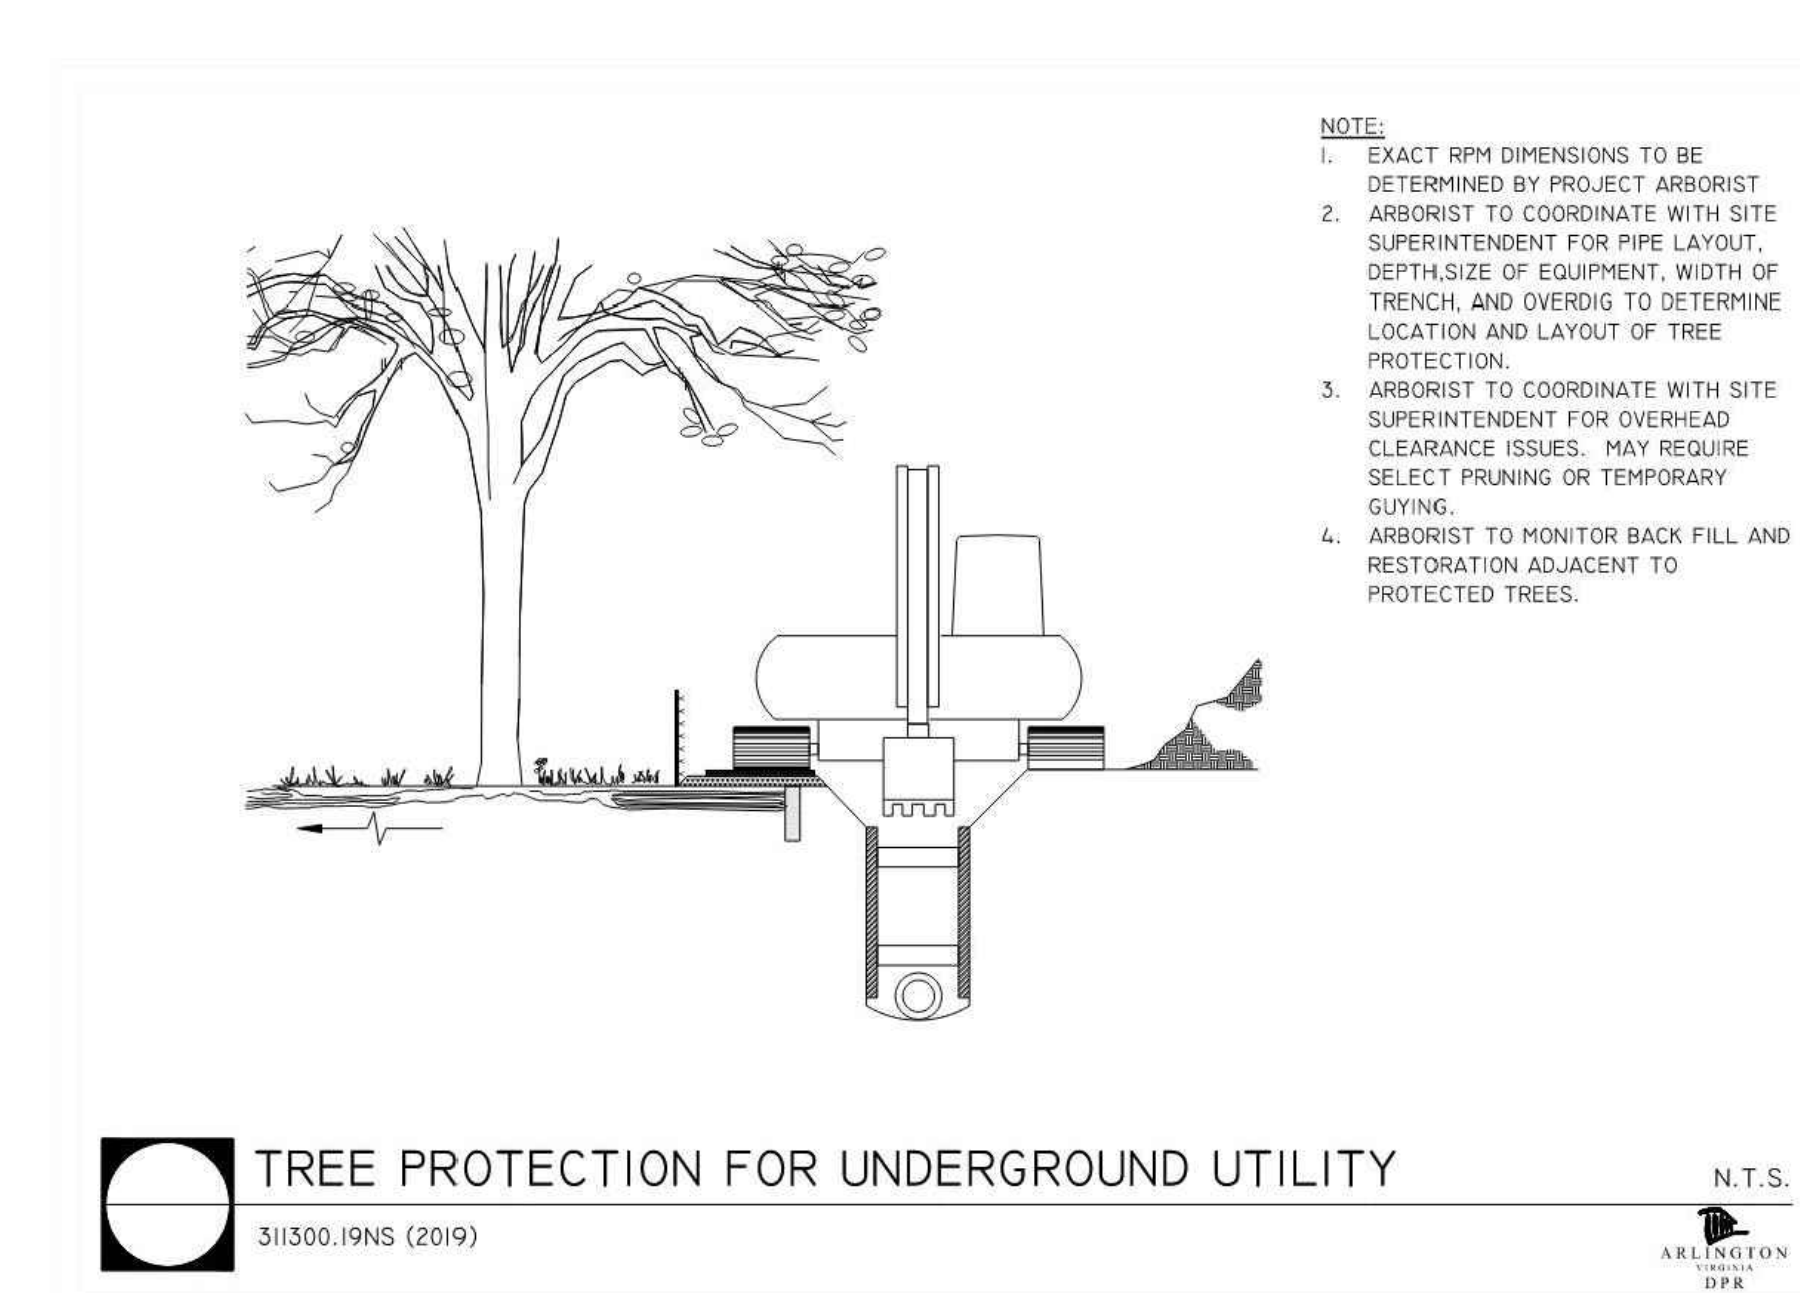 NOTE:
1. EXACT RPM DIMENSIONS TO BE
DETERMINED BY PROJECT ARBORIST
2. ARBORIST TO COORDINATE WITH SITE
SUPERINTENDENT FOR PIPE LAYOUT,
DEPTH,SIZE OF EQUIPMENT, WIDTH OF
TRENCH, AND OVERDIG TO DETERMINE
LOCATION AND LAYOUT OF TREE
PROTECTION.
3. ARBORIST TO COORDINATE WITH SITE
SUPERINTENDENT FOR OVERHEAD
CLEARANCE ISSUES. MAY REQUIRE
SELECT PRUNING OR TEMPORARY
GUYING.
4. ARBORIST TO MONITOR BACK FILL AND
RESTORATION ADJACENT TO
PROTECTED TREES.
TREE PROTECTION FOR UNDERGROUND UTILITY
N.T.S.
311300.19NS (2019)
ARLINGTON
VIRGINIA
DPR